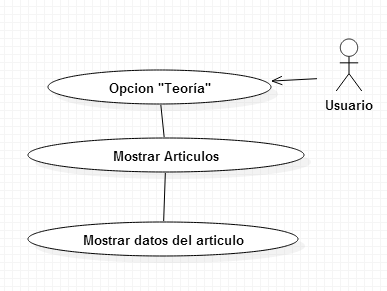 Opcion "Teoría"
Usuario
Mostrar Articulos
Mostrar datos del articulo